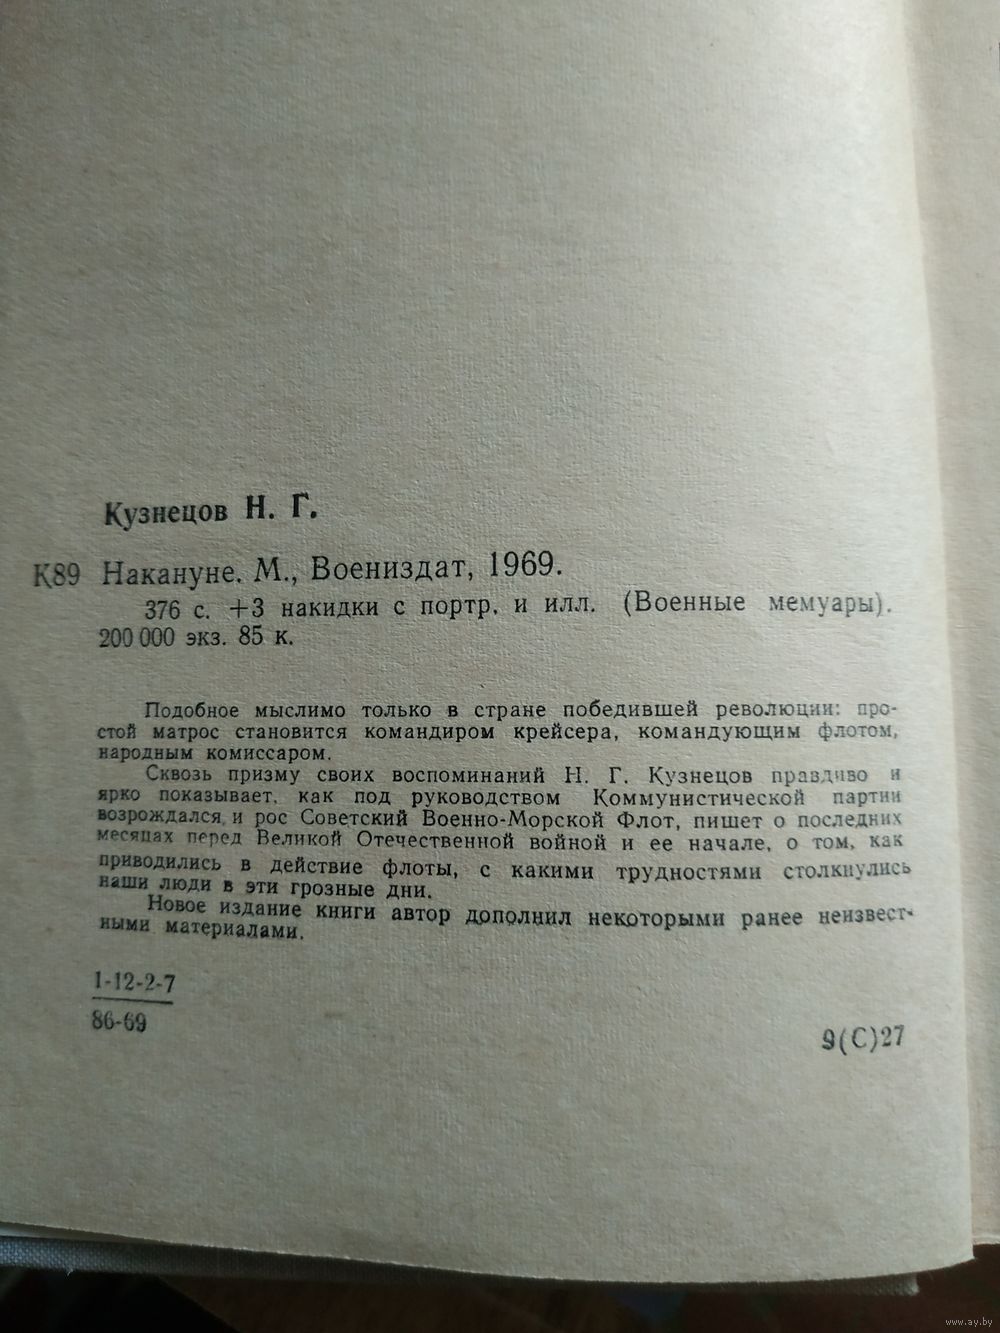 Кузнецов Н. Г.
К89 Накануне. М., Воениздат, 1969.
376 с. +3 накидки с портр. и илл. (Военные мемуары).
200 000 экз. 85 к.
Подобное мыслимо только в стране победившей революции: про-
стой матрос становится командиром крейсера, командующим флотом,
народным комиссаром.
Сквозь призму своих воспоминаний Н. Г. Кузнецов правдиво и
ярко показывает, как под руководством Коммунистической партии
возрождался и рос Советский Военно-Морской Флот, пишет о последних
месяцах перед Великой Отечественной войной и ее начале, о том, как
приводились в действие флоты, с какими трудностями столкнулись
наши люди в эти грозные дни.
Новое издание книги автор дополнил некоторыми ранее неизвест-
ными материалами.
1-12-2-7
86-69
9(С)27
www.ay.by